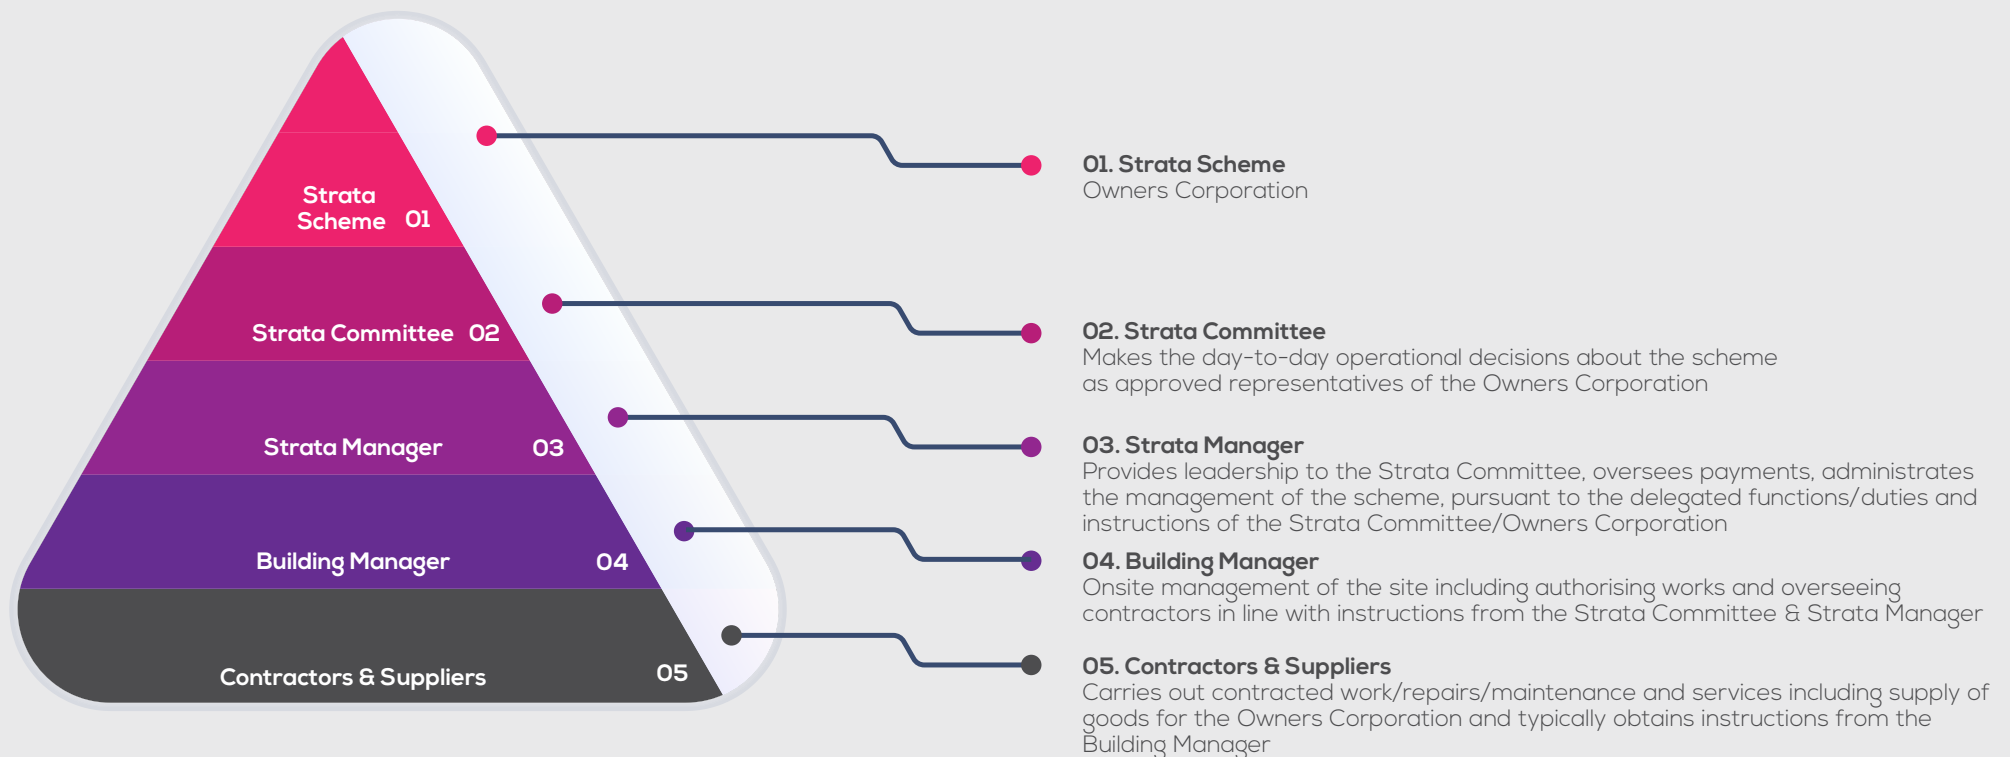 Strata
Scheme 01
Strata Committee 02
Strata Manager 03
Building Manager 04
Contractors & Suppliers 05
01. Strata Scheme
Owners Corporation
02. Strata Committee
Makes the day-to-day operational decisions about the scheme
as approved representatives of the Owners Corporation
03. Strata Manager
Provides leadership to the Strata Committee, oversees payments, administrates
the management of the scheme, pursuant to the delegated functions/duties and
instructions of the Strata Committee/Owners Corporation
04. Building Manager
Onsite management of the site including authorising works and overseeing
contractors in line with instructions from the Strata Committee & Strata Manager
05. Contractors & Suppliers
Carries out contracted work/repairs/maintenance and services including supply of
goods for the Owners Corporation and typically obtains instructions from the
Building Manager